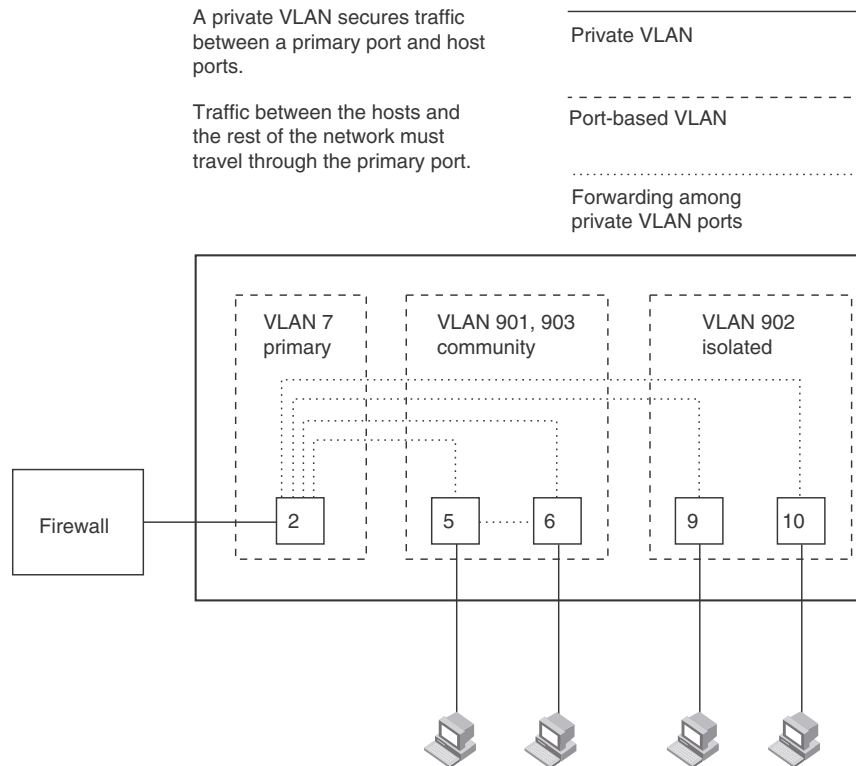 A private VLAN secures traffic
between a primary port and host
ports.
Traffic between the hosts and
the rest of the network must
travel through the primary port.
Private VLAN
Port-based VLAN
Forwarding among
private VLAN ports
VLAN 7
primary
VLAN 901, 903
community
VLAN 902
isolated
Firewall
2
5
6
9
10